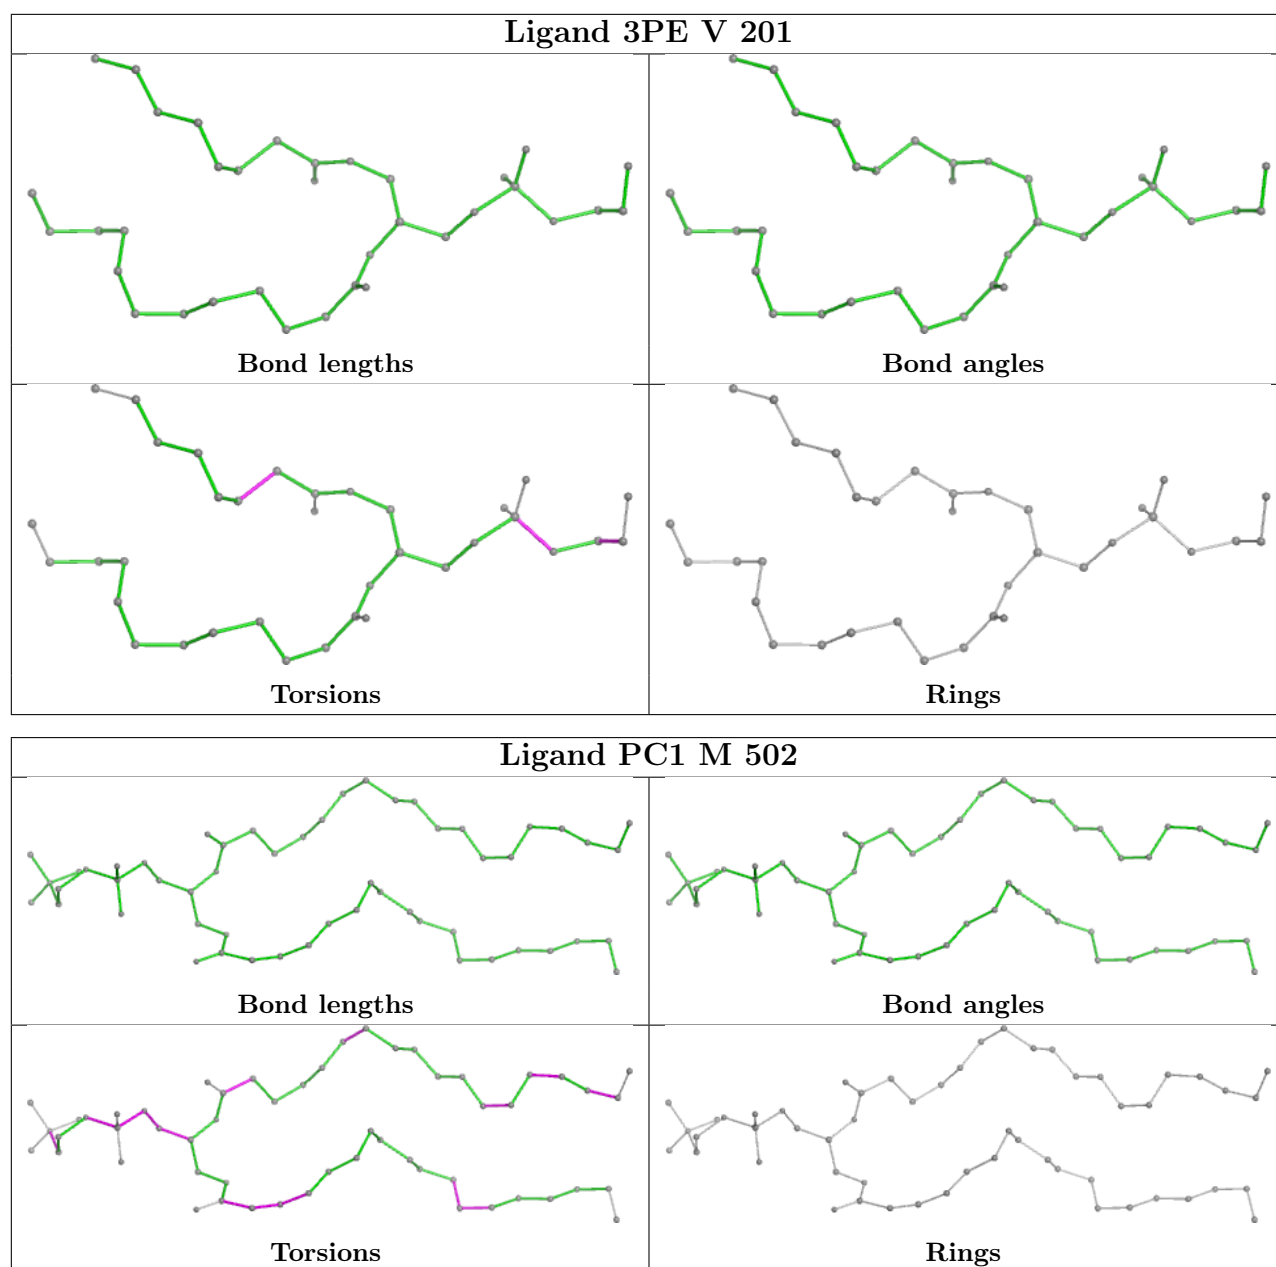 Ligand 3PE V 201
Bond lengths
Bond angles
Torsions
Rings
Ligand PC1 M 502
Bond lengths
Bond angles
Torsions
Rings